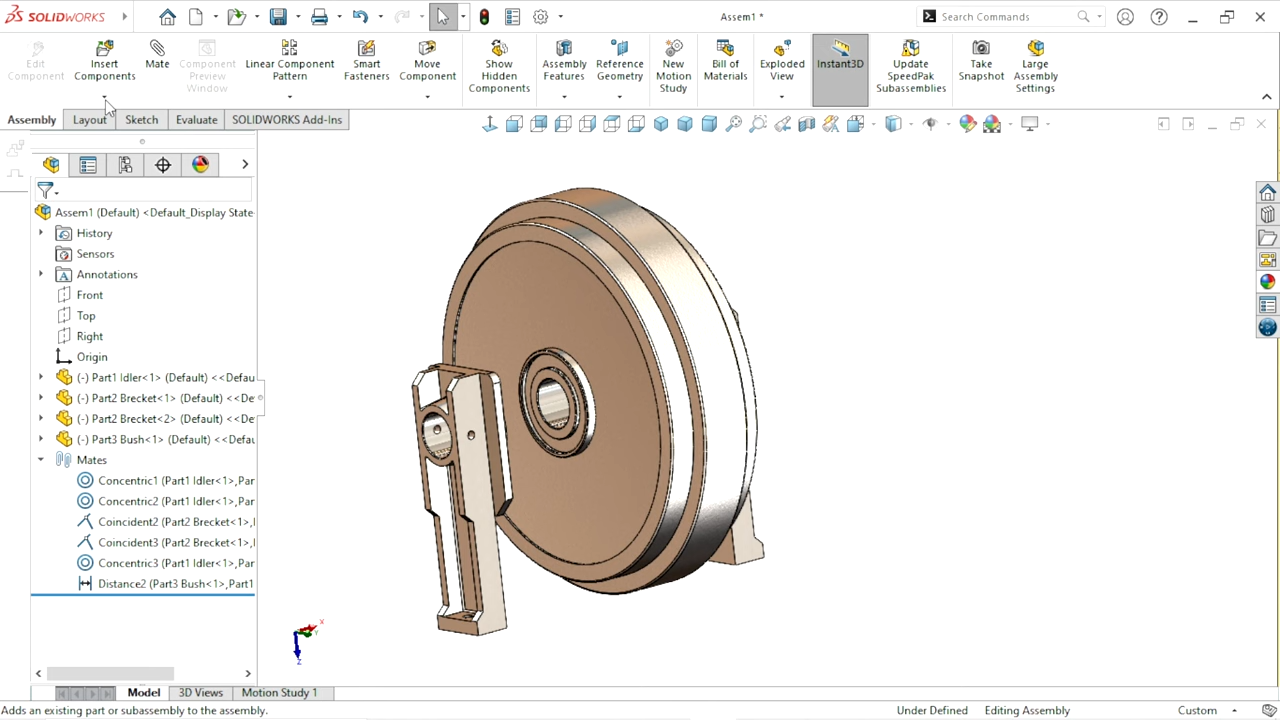 SOLIDWORKS
Assem1 *
Search Commands
Edit Component
Insert Components
Mate
Component Preview Window
Linear Component Pattern
Smart Fasteners
Move Component
Show Hidden Components
Assembly Features
Reference Geometry
New Motion Study
Bill of Materials
Exploded View
Instant3D
Update SpeedPak Subassemblies
Take Snapshot
Large Assembly Settings
Assembly
Layout
Sketch
Evaluate
SOLIDWORKS Add-Ins
Assem1 (Default) <Default_Display State
History
Sensors
Annotations
Front
Top
Right
Origin
(-) Part1 Idler<1> (Default) <<Defau
(-) Part2 Brecket<1> (Default) <<De
(-) Part2 Brecket<2> (Default) <<De
(-) Part3 Bush<1> (Default) <<Defau
Mates
Concentric1 (Part1 Idler<1>,Par
Concentric2 (Part1 Idler<1>,Par
Coincident2 (Part2 Brecket<1>,
Coincident3 (Part2 Brecket<1>,
Concentric3 (Part1 Idler<1>,Par
Distance2 (Part3 Bush<1>,Part1
X
Y
Z
Model
3D Views
Motion Study 1
Adds an existing part or subassembly to the assembly.
Under Defined
Editing Assembly
Custom